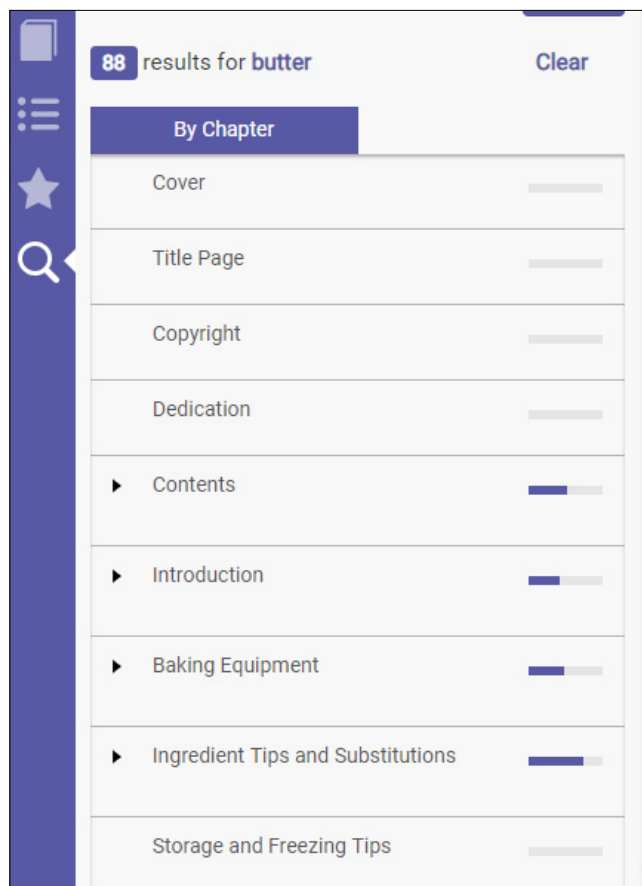 88 results for butter Clear
By Chapter
Cover
Title Page
Copyright
Dedication
Contents
Introduction
Baking Equipment
Ingredient Tips and Substitutions
Storage and Freezing Tips